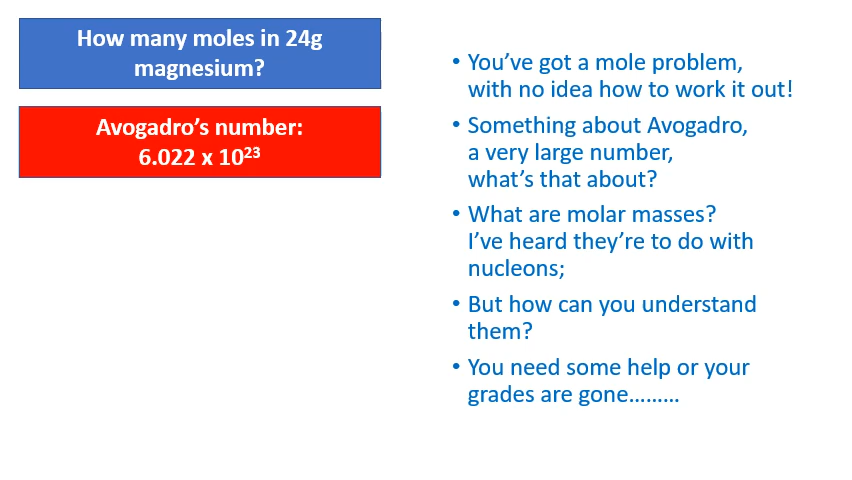 How many moles in 24g
magnesium?
Avogadro’s number:
6.022 x 10²³
• You’ve got a mole problem,
with no idea how to work it out!
• Something about Avogadro,
a very large number,
what’s that about?
• What are molar masses?
I’ve heard they’re to do with
nucleons;
• But how can you understand
them?
• You need some help or your
grades are gone………